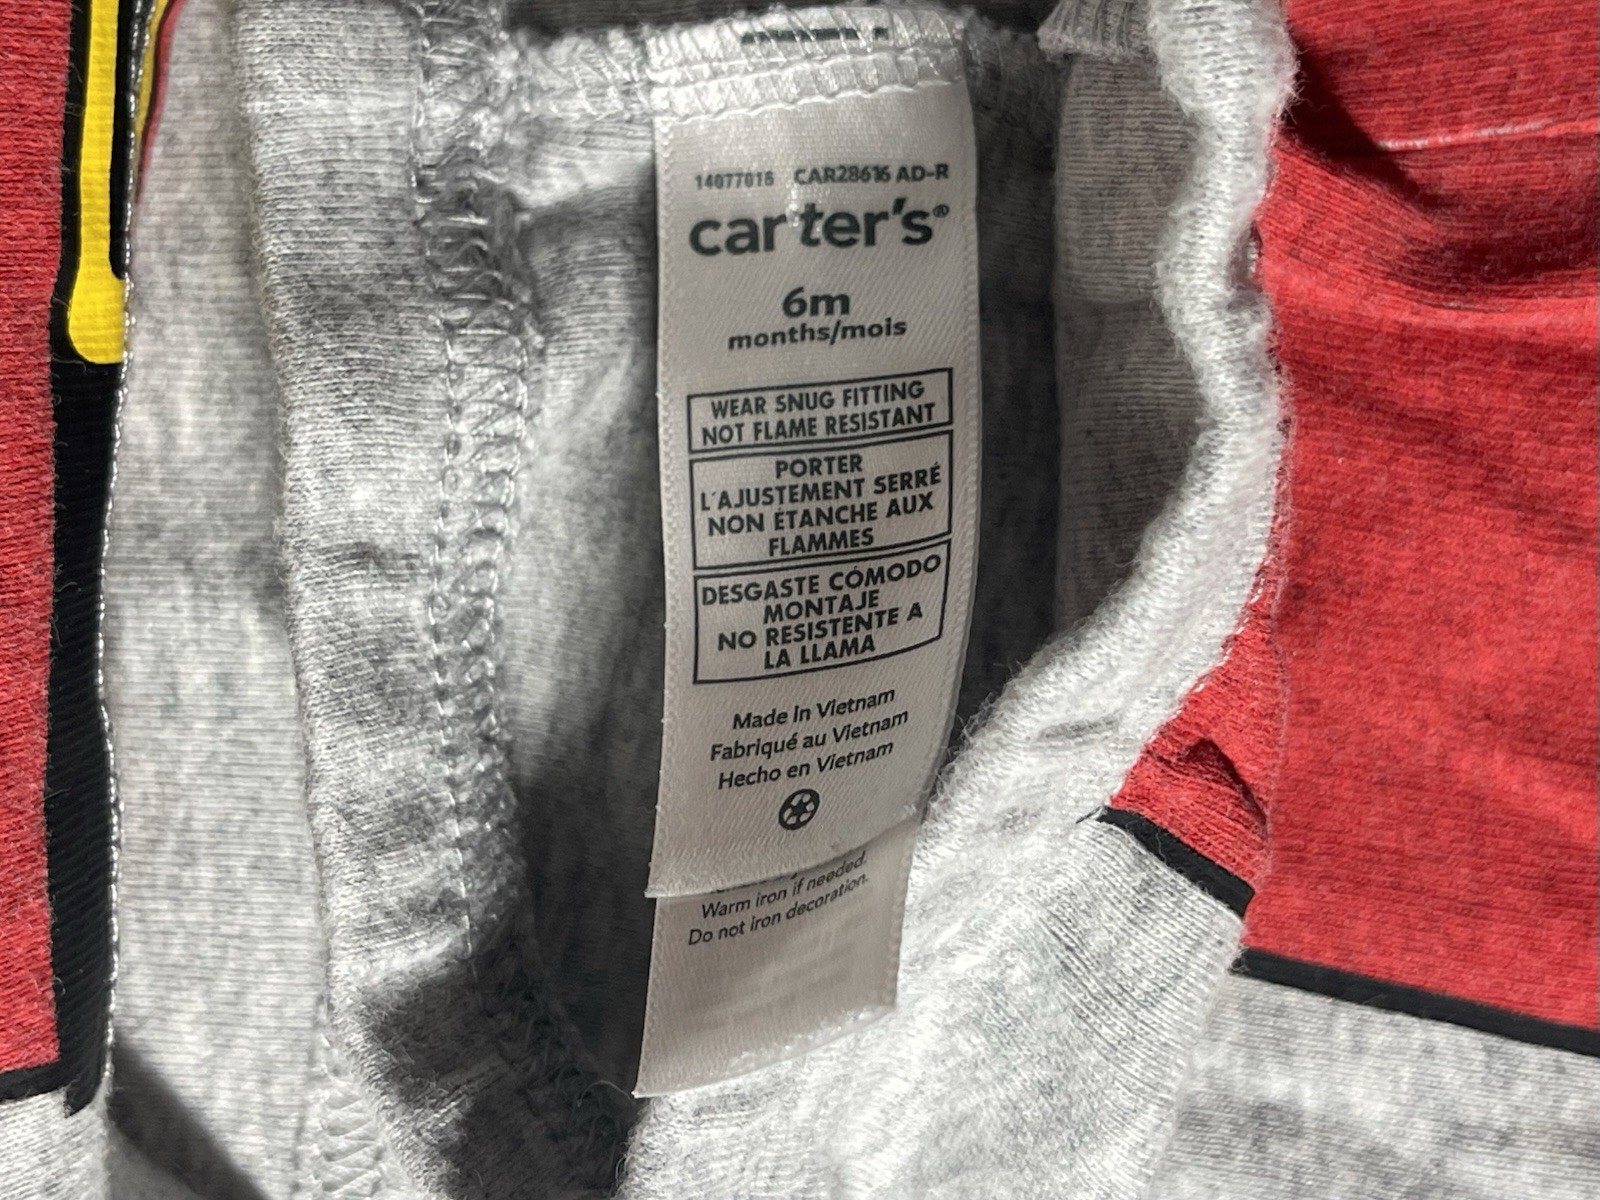 14077016 CAR28616 AD-R
carter's®
6m
months/mois
WEAR SNUG FITTING
NOT FLAME RESISTANT
PORTER
L'AJUSTEMENT SERRÉ
NON ÉTANCHE AUX
FLAMMES
DESGASTE CÓMODO
MONTAJE
NO RESISTENTE A
LA LLAMA
Made in Vietnam
Fabriqué au Vietnam
Hecho en Vietnam
Warm iron if needed.
Do not iron decoration.